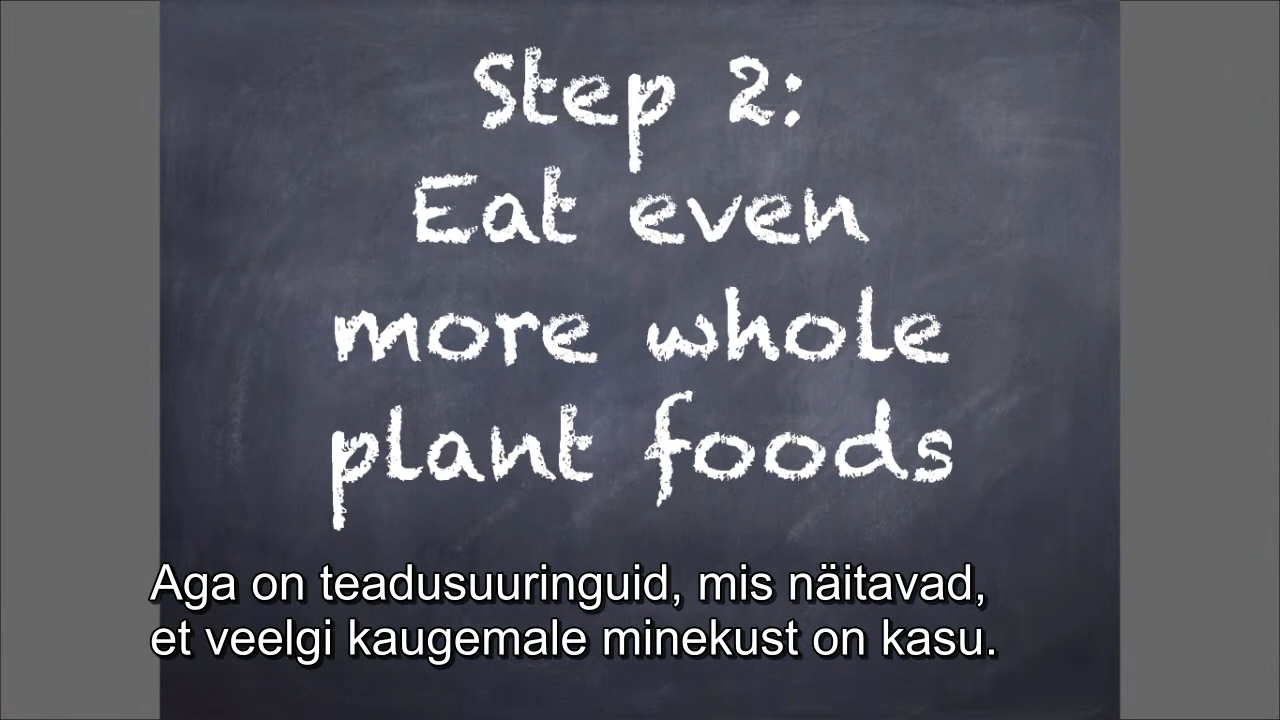 Step 2:
Eat even
more whole
plant foods
Aga on teadusuuringuid, mis näitavad,
et veelgi kaugemale minekust on kasu.